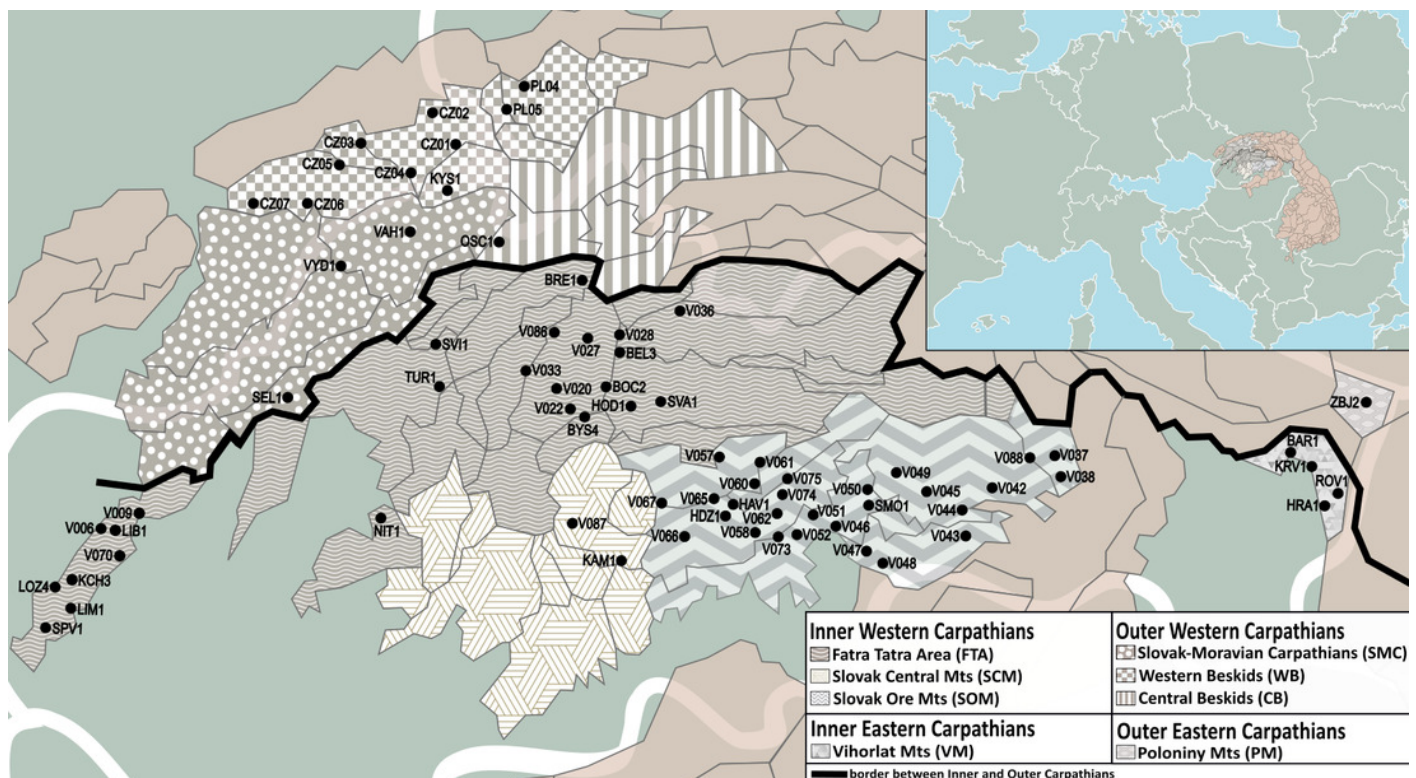 PL04
CZ02
PL05
CZ03
CZ01
CZ05
CZ04
KYS1
CZ07
CZ06
VAH1
OSC1
VYD1
BRE1
V036
V086
V028
V027
SVI1
BEL3
V033
TUR1
V020
BOC2
SEL1
V022
HOD1
SVA1
BYS4
ZBJ2
V057
V061
V088
V037
BAR1
KRV1
V049
V038
V060
V075
V050
V045
V042
ROV1
V067
V065
V074
HAV1
SMO1
V044
HRA1
V009
NIT1
V087
HDZ1
V062
V051
V006
LIB1
V066
V058
V073
V052
V046
V043
V070
KAM1
V047
V048
LOZ4
KCH3
LIM1
SPV1
Inner Western Carpathians
Fatra Tatra Area (FTA)
Slovak Central Mts (SCM)
Slovak Ore Mts (SOM)
Outer Western Carpathians
Slovak-Moravian Carpathians (SMC)
Western Beskids (WB)
Central Beskids (CB)
Inner Eastern Carpathians
Vihorlat Mts (VM)
Outer Eastern Carpathians
Poloniny Mts (PM)
border between Inner and Outer Carpathians